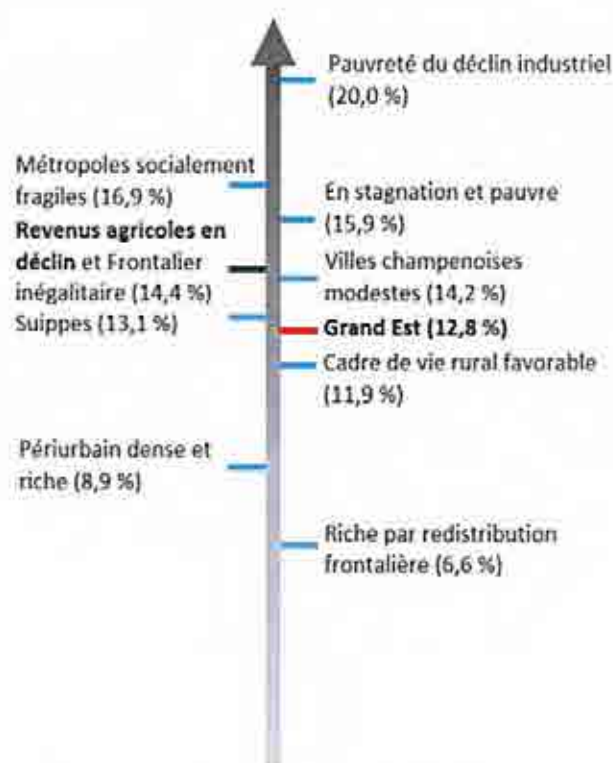 Pauvreté du déclin industriel
(20,0 %)
Métropoles socialement
fragiles (16,9 %)
En stagnation et pauvre
(15,9 %)
Revenus agricoles en
déclin et Frontalier
inégalitaire (14,4 %)
Villes champenoises
modestes (14,2 %)
Suippes (13,1 %)
Grand Est (12,8 %)
Cadre de vie rural favorable
(11,9 %)
Périurbain dense et
riche (8,9 %)
Riche par redistribution
frontalière (6,6 %)